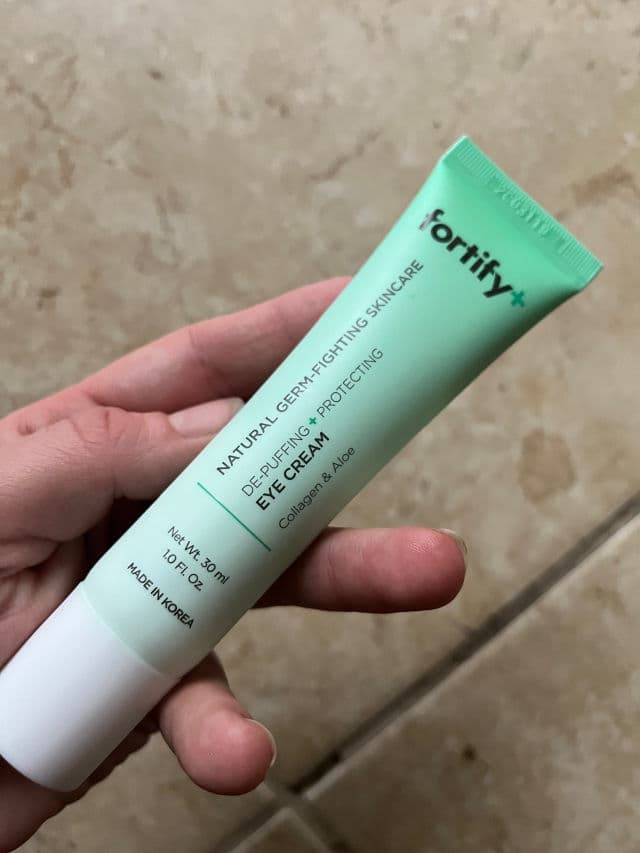 fortify+
NATURAL GERM-FIGHTING SKINCARE
DE-PUFFING + PROTECTING
EYE CREAM
Collagen & Aloe
Net Wt. 30 ml
1.0 Fl. Oz.
MADE IN KOREA